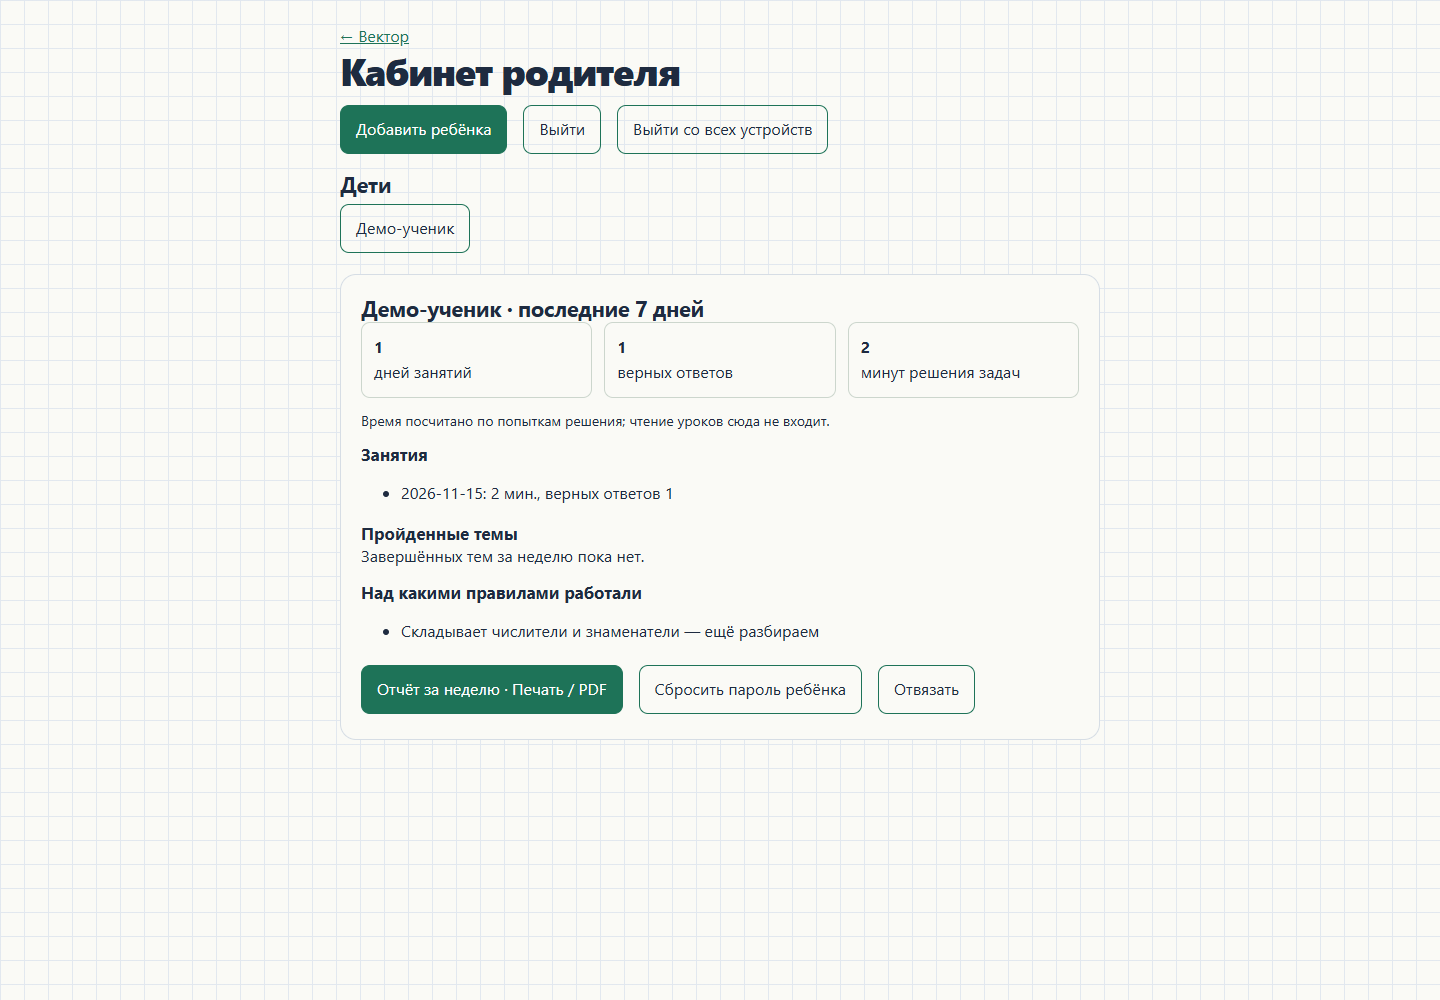 ← Вектор
Кабинет родителя
Добавить ребёнка
Выйти
Выйти со всех устройств
Дети
Демо-ученик
Демо-ученик · последние 7 дней
1
дней занятий
1
верных ответов
2
минут решения задач
Время посчитано по попыткам решения; чтение уроков сюда не входит.
Занятия
• 2026-11-15: 2 мин., верных ответов 1
Пройденные темы
Завершённых тем за неделю пока нет.
Над какими правилами работали
• Складывает числители и знаменатели — ещё разбираем
Отчёт за неделю · Печать / PDF
Сбросить пароль ребёнка
Отвязать